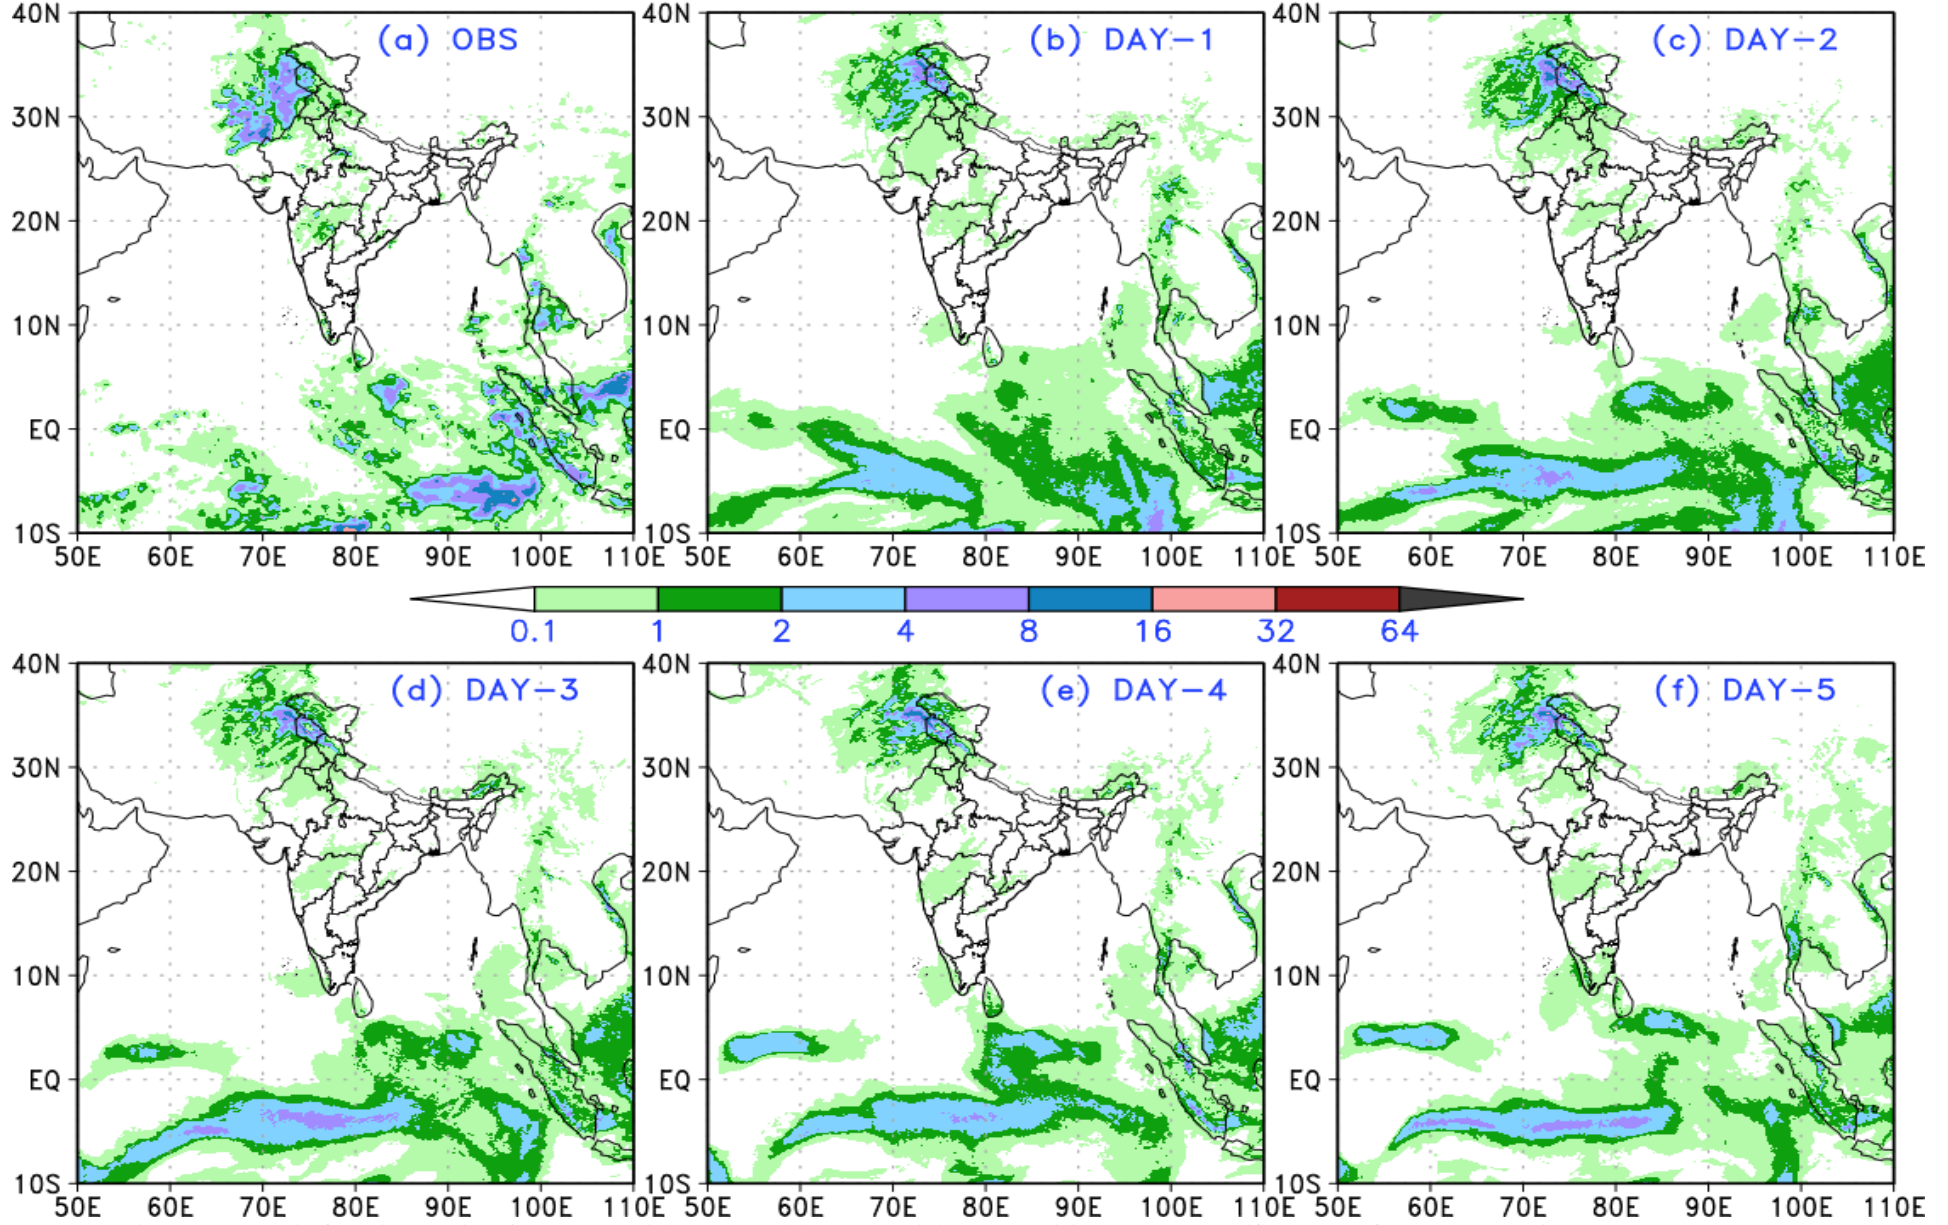 (a) OBS
(b) DAY-1
(c) DAY-2
40N 40N 40N
30N 30N 30N
20N 20N 20N
10N 10N 10N
EQ EQ EQ
10S 10S 10S
50E 60E 70E 80E 90E 100E 110E 50E 60E 70E 80E 90E 100E 110E 50E 60E 70E 80E 90E 100E 110E
0.1 1 2 4 8 16 32 64
(d) DAY-3
(e) DAY-4
(f) DAY-5
40N 40N 40N
30N 30N 30N
20N 20N 20N
10N 10N 10N
EQ EQ EQ
10S 10S 10S
50E 60E 70E 80E 90E 100E 110E 50E 60E 70E 80E 90E 100E 110E 50E 60E 70E 80E 90E 100E 110E